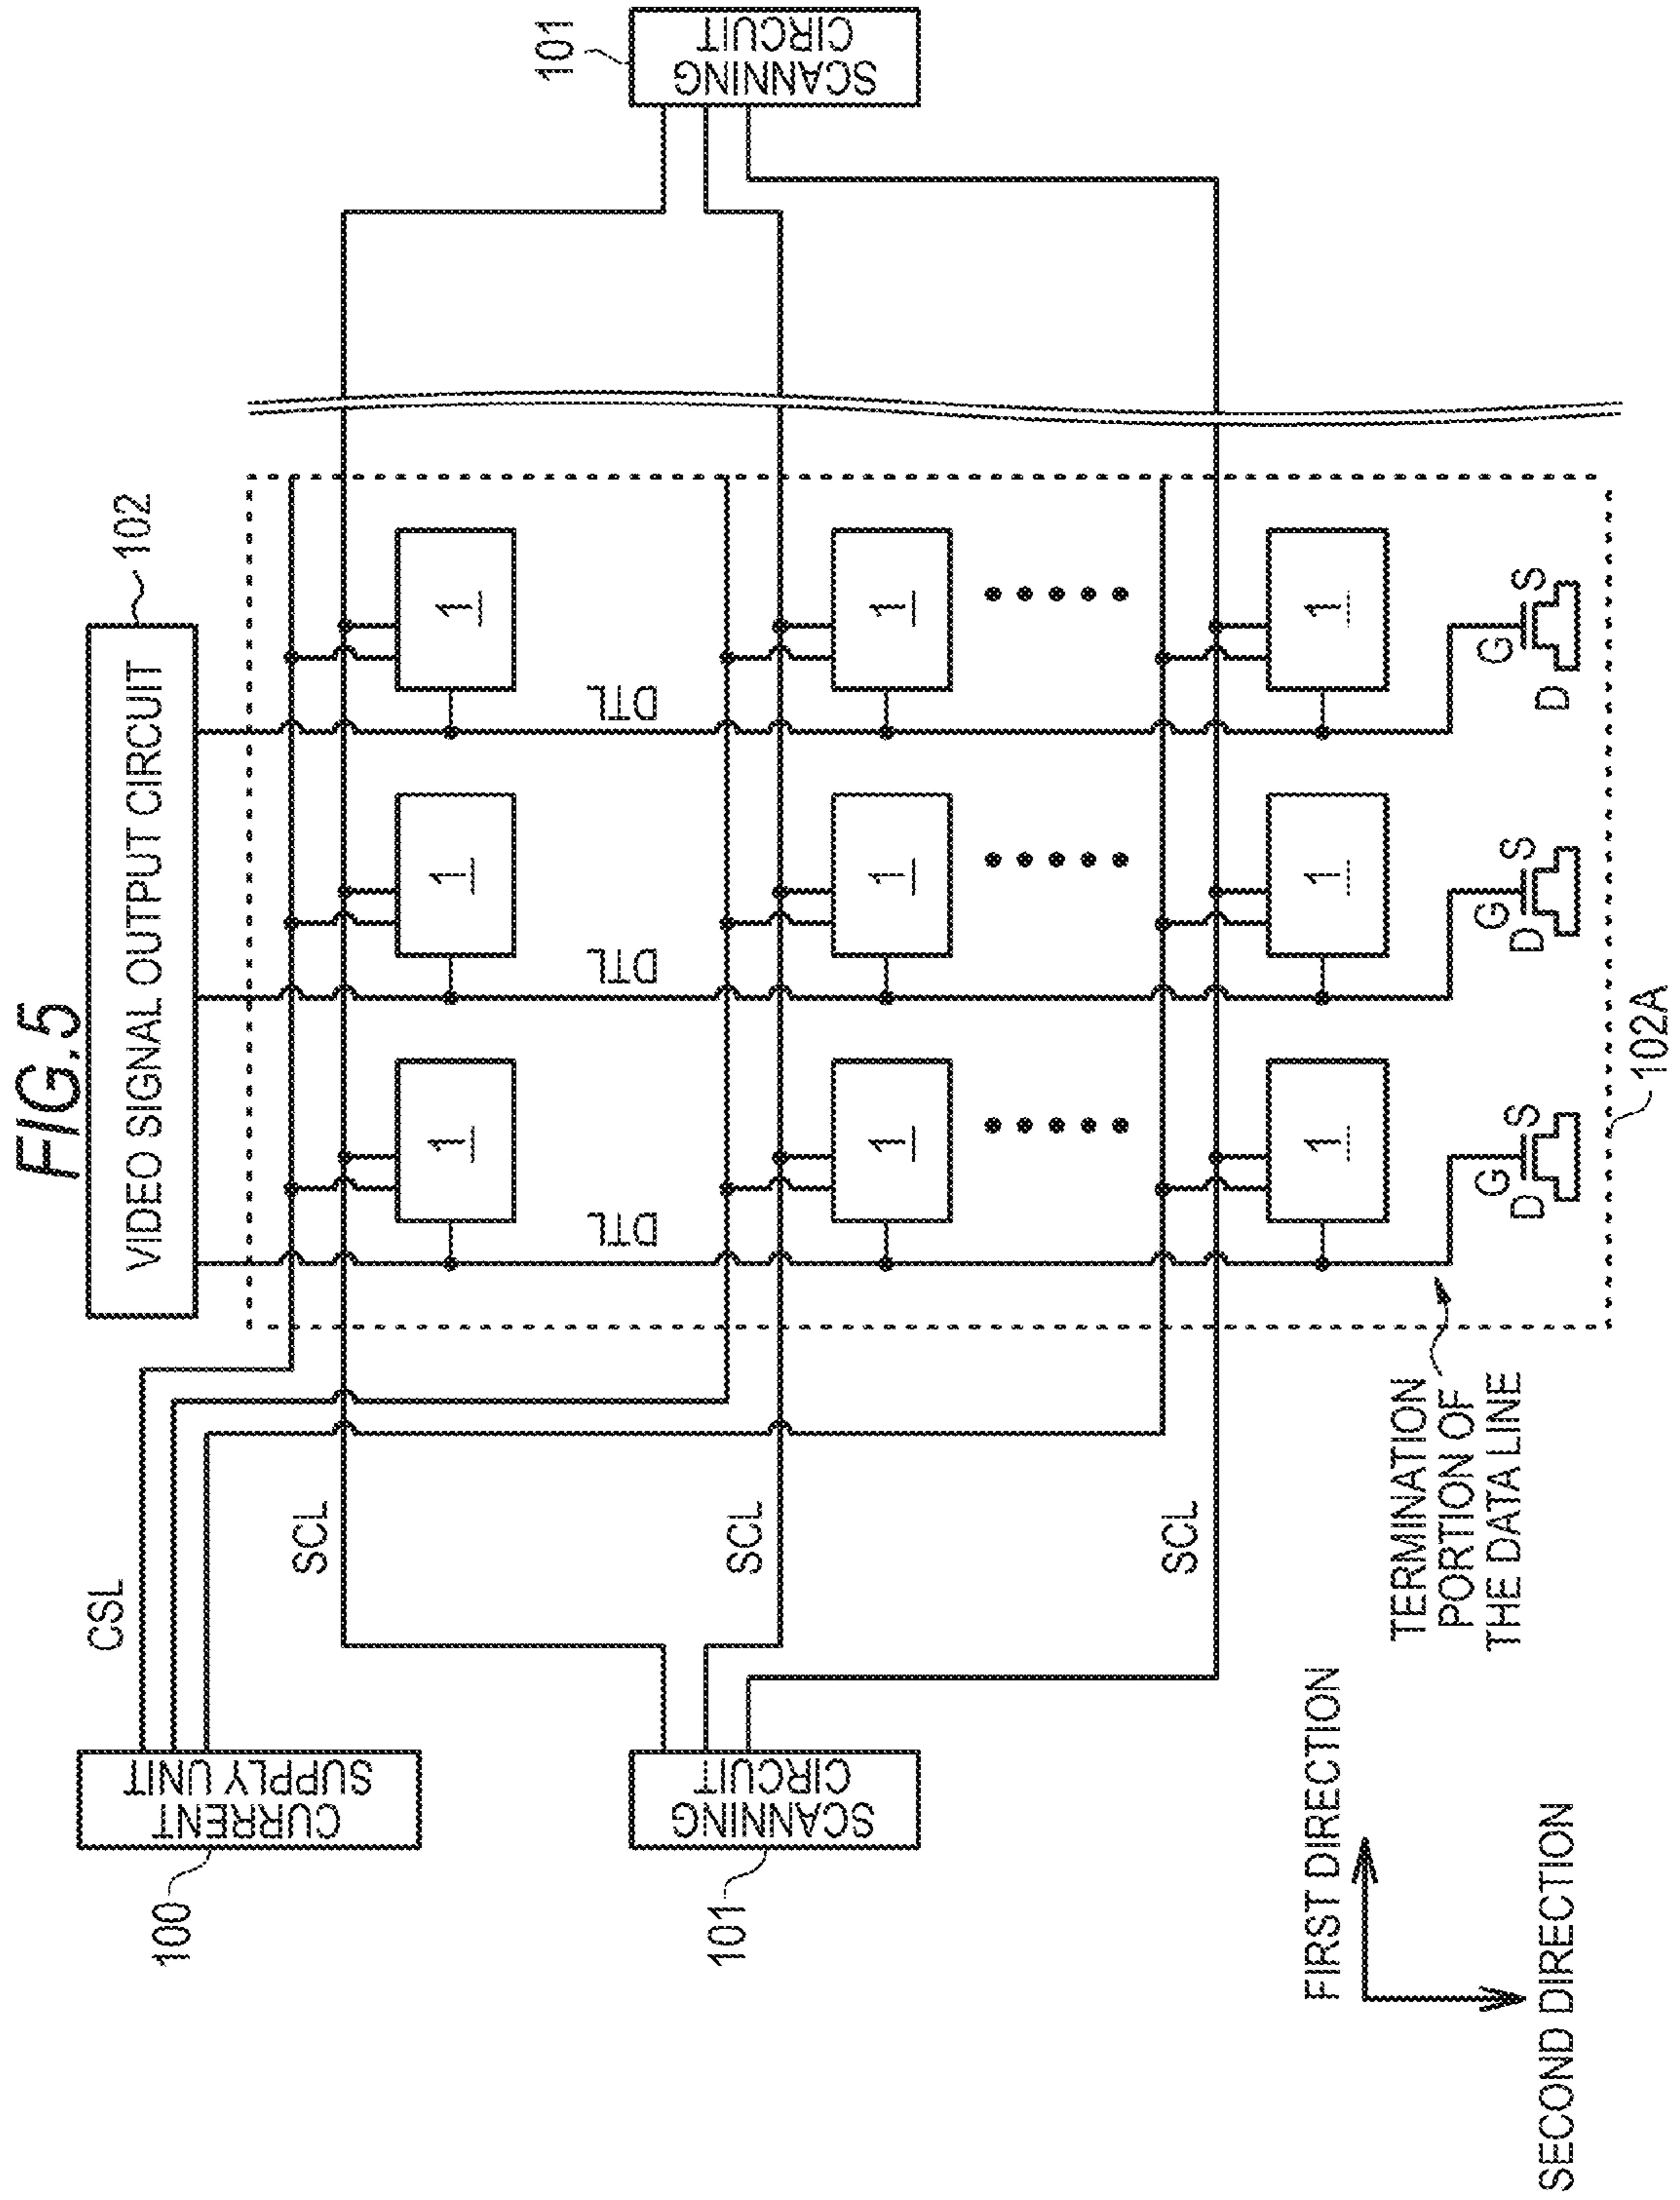 FIG.5
VIDEO SIGNAL OUTPUT CIRCUIT
102
100
CURRENT
SUPPLY UNIT
CSL
101
SCANNING
CIRCUIT
101
SCANNING
CIRCUIT
SCL
SCL
SCL
1
1
1
DTL
DTL
DTL
1
1
1
1
1
1
G
D
S
G
D
S
G
D
S
TERMINATION
PORTION OF
THE DATA LINE
102A
FIRST DIRECTION
SECOND DIRECTION